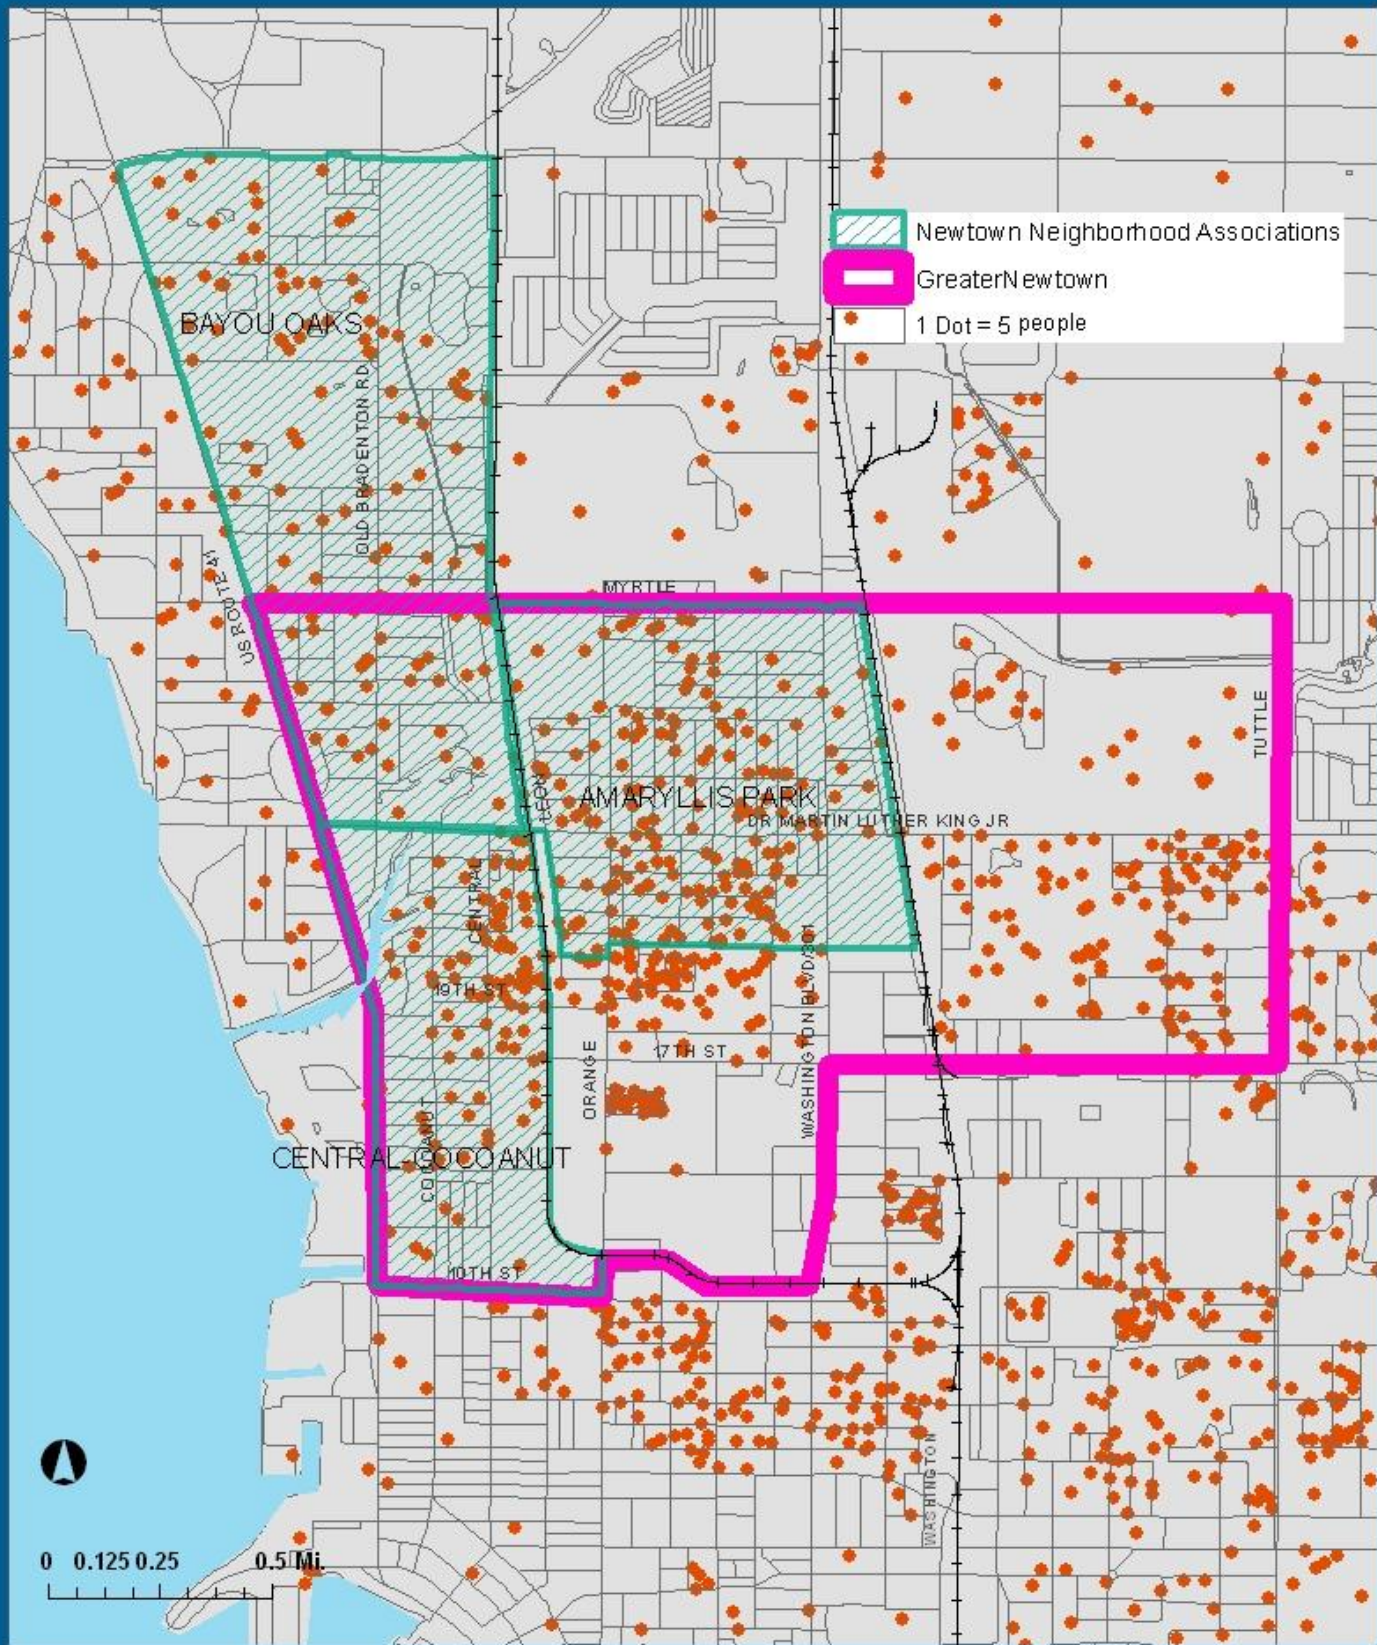 Newtown Neighborhood Associations
GreaterNewtown
1 Dot = 5 people
BAYOU OAKS
OLD BRADENTON RD
US ROUTE 41
MYRTLE
TUTTLE
LEON
AMARYLLIS PARK
DR MARTIN LUTHER KING JR
CENTRAL
WASHINGTON BLVD/301
19TH ST
ORANGE
17TH ST
COCOANUT
CENTRAL-COCOANUT
10TH ST
WASHINGTON
0 0.125 0.25 0.5 Mi.